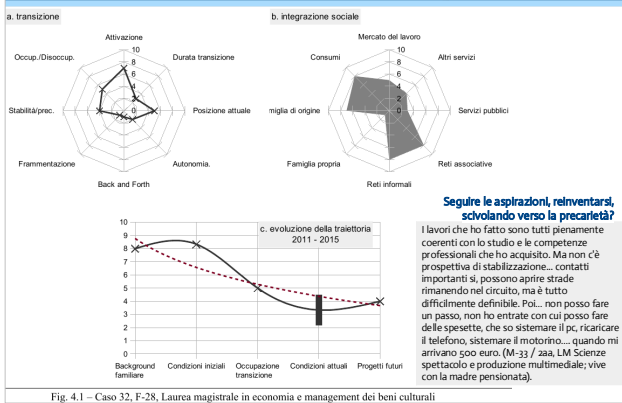 a. transizione
b. integrazione sociale
Attivazione
Occup./Disoccup.
Durata transizione
Stabilità/prec.
Posizione attuale
Frammentazione
Autonomia.
Back and Forth
10
8
6
4
2
0
Mercato del lavoro
Consumi
Altri servizi
miglia di origine
Servizi pubblici
Famiglia propria
Reti associative
Reti informali
10
8
6
4
2
0
c. evoluzione della traiettoria
2011 - 2015
10
9
8
7
6
5
4
3
2
1
0
Background
familiare
Condizioni iniziali
Occupazione
transizione
Condizioni attuali
Progetti futuri
Seguire le aspirazioni, reinventarsi,
scivolando verso la precarietà?
I lavori che ho fatto sono tutti pienamente
coerenti con lo studio e le competenze
professionali che ho acquisito. Ma non c'è
prospettiva di stabilizzazione... contatti
importanti si, possono aprire strade
rimanendo nel circuito, ma è tutto
difficilmente definibile. Poi... non posso fare
un passo, non ho entrate con cui posso fare
delle spesette, che so sistemare il pc, ricaricare
il telefono, sistemare il motorino.... quando mi
arrivano 500 euro. (M-33 / 2aa, LM Scienze
spettacolo e produzione multimediale; vive
con la madre pensionata).
Fig. 4.1 – Caso 32, F-28, Laurea magistrale in economia e management dei beni culturali